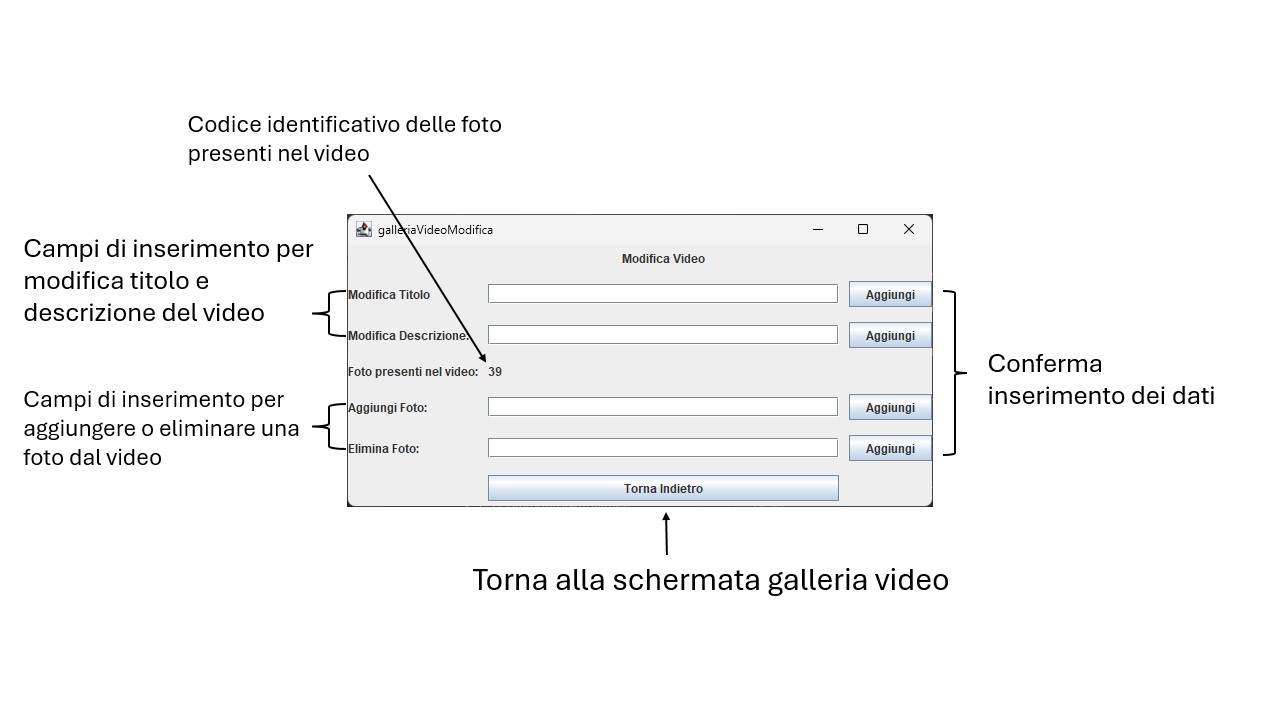 Codice identificativo delle foto
presenti nel video
Campi di inserimento per
modifica titolo e
descrizione del video
Campi di inserimento per
aggiungere o eliminare una
foto dal video
galleriaVideoModifica
Modifica Video
Modifica Titolo
Aggiungi
Modifica Descrizione:
Aggiungi
Foto presenti nel video: 39
Aggiungi Foto:
Aggiungi
Elimina Foto:
Aggiungi
Torna Indietro
Conferma
inserimento dei dati
Torna alla schermata galleria video